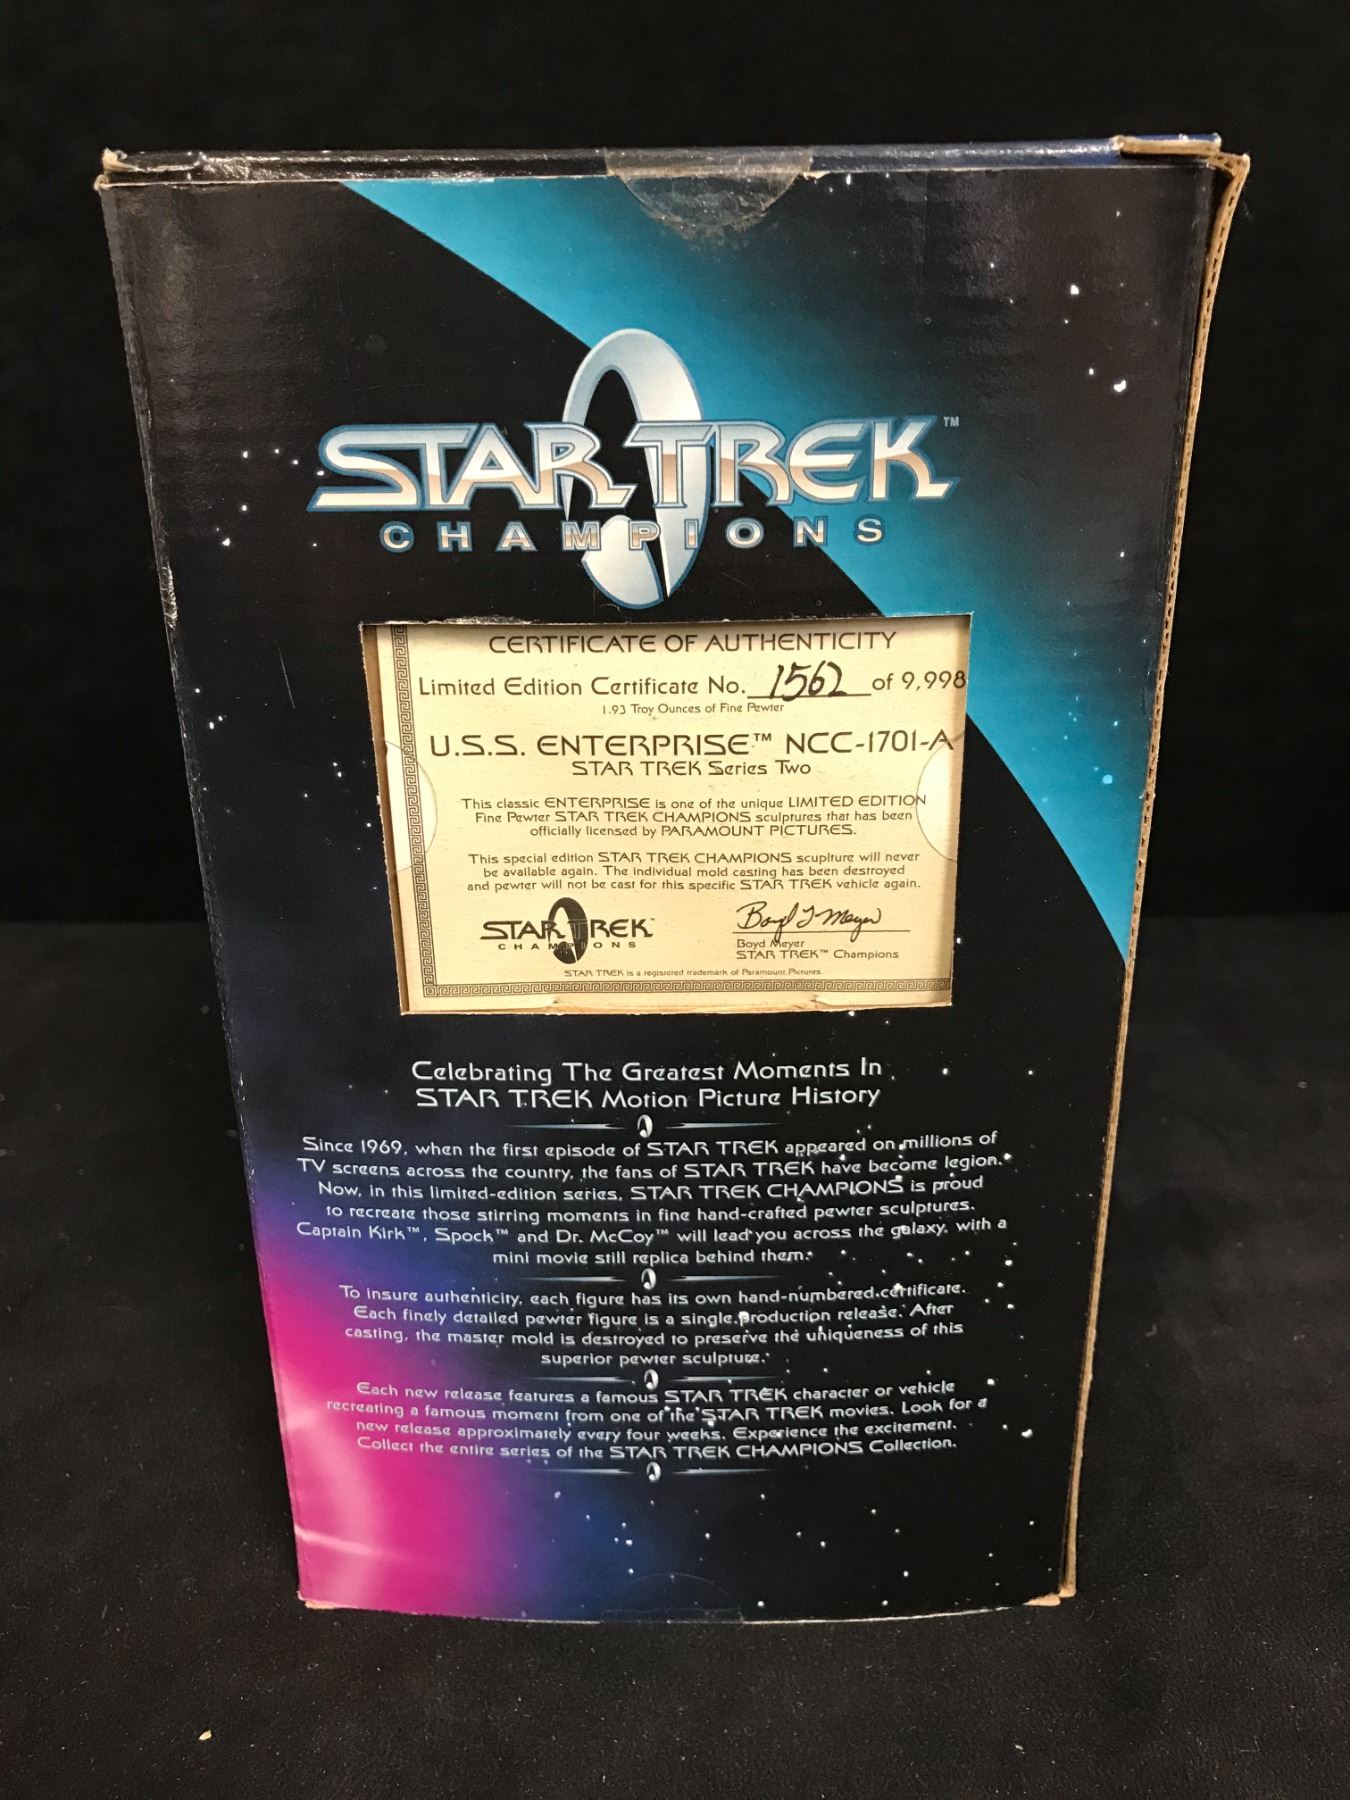 STAR TREK™
CHAMPIONS
CERTIFICATE OF AUTHENTICITY
Limited Edition Certificate No. 1562 of 9,998
1.93 Troy Ounces of Fine Pewter
U.S.S. ENTERPRISE™ NCC-1701-A
STAR TREK Series Two
This classic ENTERPRISE is one of the unique LIMITED EDITION
Fine Pewter STAR TREK CHAMPIONS sculptures that has been
officially licensed by PARAMOUNT PICTURES.
This special edition STAR TREK CHAMPIONS scuplture will never
be available again. The individual mold casting has been destroyed
and pewter will not be cast for this specific STAR TREK vehicle again.
STAR TREK™
CHAMPIONS
Boyd J Meyer
Boyd Meyer
STAR TREK™ Champions
STAR TREK is a registered trademark of Paramount Pictures
Celebrating The Greatest Moments In
STAR TREK Motion Picture History
Since 1969, when the first episode of STAR TREK appeared on millions of
TV screens across the country, the fans of STAR TREK have become legion.
Now, in this limited-edition series, STAR TREK CHAMPIONS is proud
to recreate those stirring moments in fine hand-crafted pewter sculptures.
Captain Kirk™, Spock™ and Dr. McCoy™ will lead you across the galaxy, with a
mini movie still replica behind them.
To insure authenticity, each figure has its own hand-numbered certificate.
Each finely detailed pewter figure is a single production release. After
casting, the master mold is destroyed to preserve the uniqueness of this
superior pewter sculpture.
Each new release features a famous STAR TREK character or vehicle
recreating a famous moment from one of the STAR TREK movies. Look for a
new release approximately every four weeks. Experience the excitement.
Collect the entire series of the STAR TREK CHAMPIONS Collection.